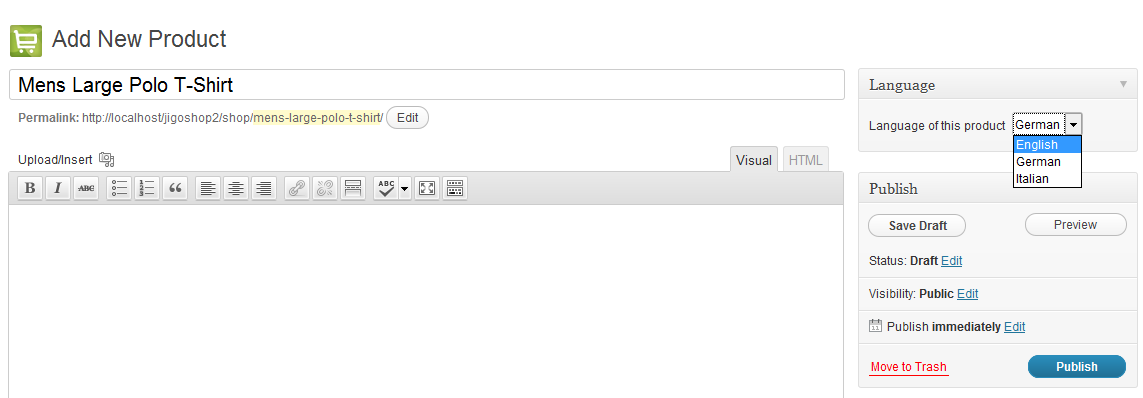 Add New Product
Mens Large Polo T-Shirt
Permalink: http://localhost/jigoshop2/shop/mens-large-polo-t-shirt/ Edit
Upload/Insert
Visual HTML
B I ABC ABC
Language
Language of this product German
English
German
Italian
Publish
Save Draft Preview
Status: Draft Edit
Visibility: Public Edit
Publish immediately Edit
Move to Trash Publish